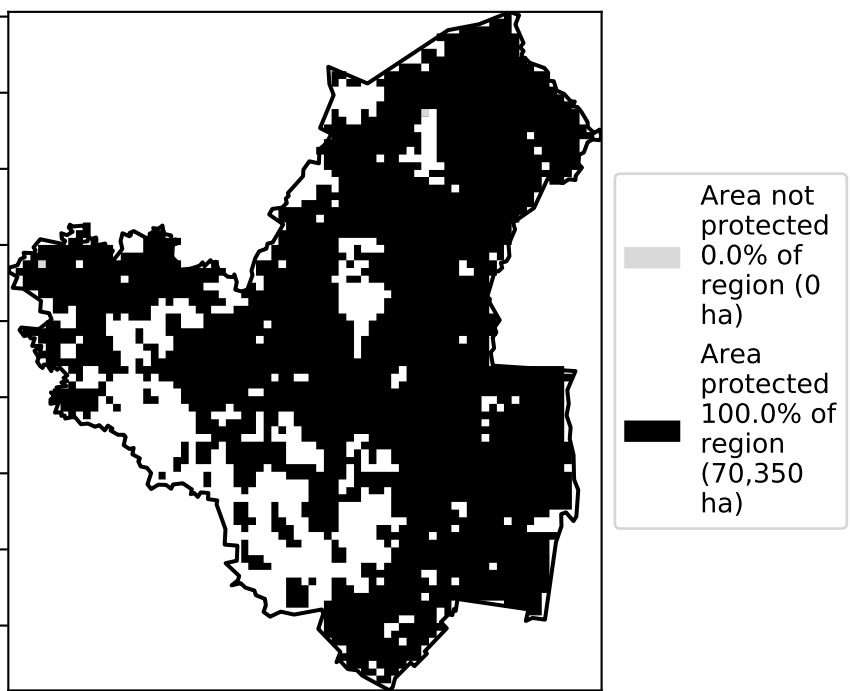 Area not
protected
0.0% of
region (0
ha)
Area
protected
100.0% of
region
(70,350
ha)